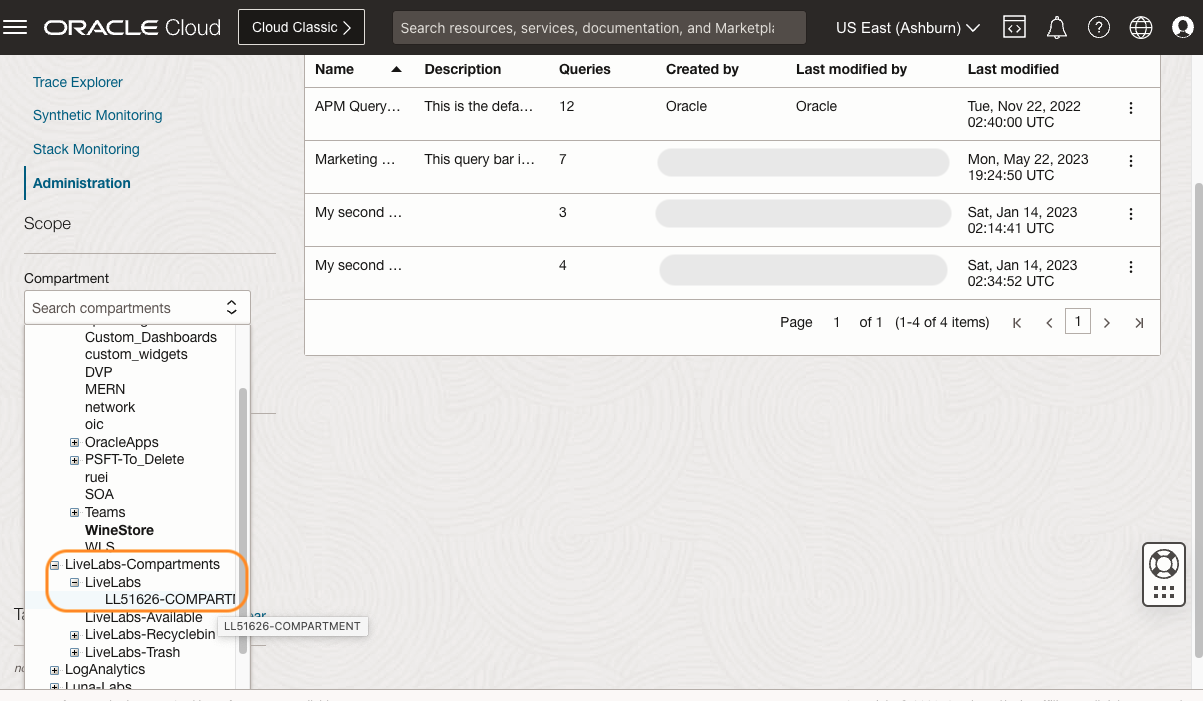 ORACLE Cloud
Cloud Classic
Search resources, services, documentation, and Marketpl
US East (Ashburn)
Trace Explorer
Synthetic Monitoring
Stack Monitoring
Administration
Scope
Compartment
Search compartments
Custom_Dashboards
custom_widgets
DVP
MERN
network
oic
OracleApps
PSFT-To_Delete
ruei
SOA
Teams
WineStore
WLS
LiveLabs-Compartments
LiveLabs
LL51626-COMPARTI
LiveLabs-Available
LL51626-COMPARTMENT
LiveLabs-Recyclebin
LiveLabs-Trash
LogAnalytics
Luna-Labs
Name Description Queries Created by Last modified by Last modified
APM Query... This is the defa... 12 Oracle Oracle Tue, Nov 22, 2022
02:40:00 UTC
Marketing ... This query bar i... 7 Mon, May 22, 2023
19:24:50 UTC
My second ... 3 Sat, Jan 14, 2023
02:14:41 UTC
My second ... 4 Sat, Jan 14, 2023
02:34:52 UTC
Page 1 of 1 (1-4 of 4 items) 1